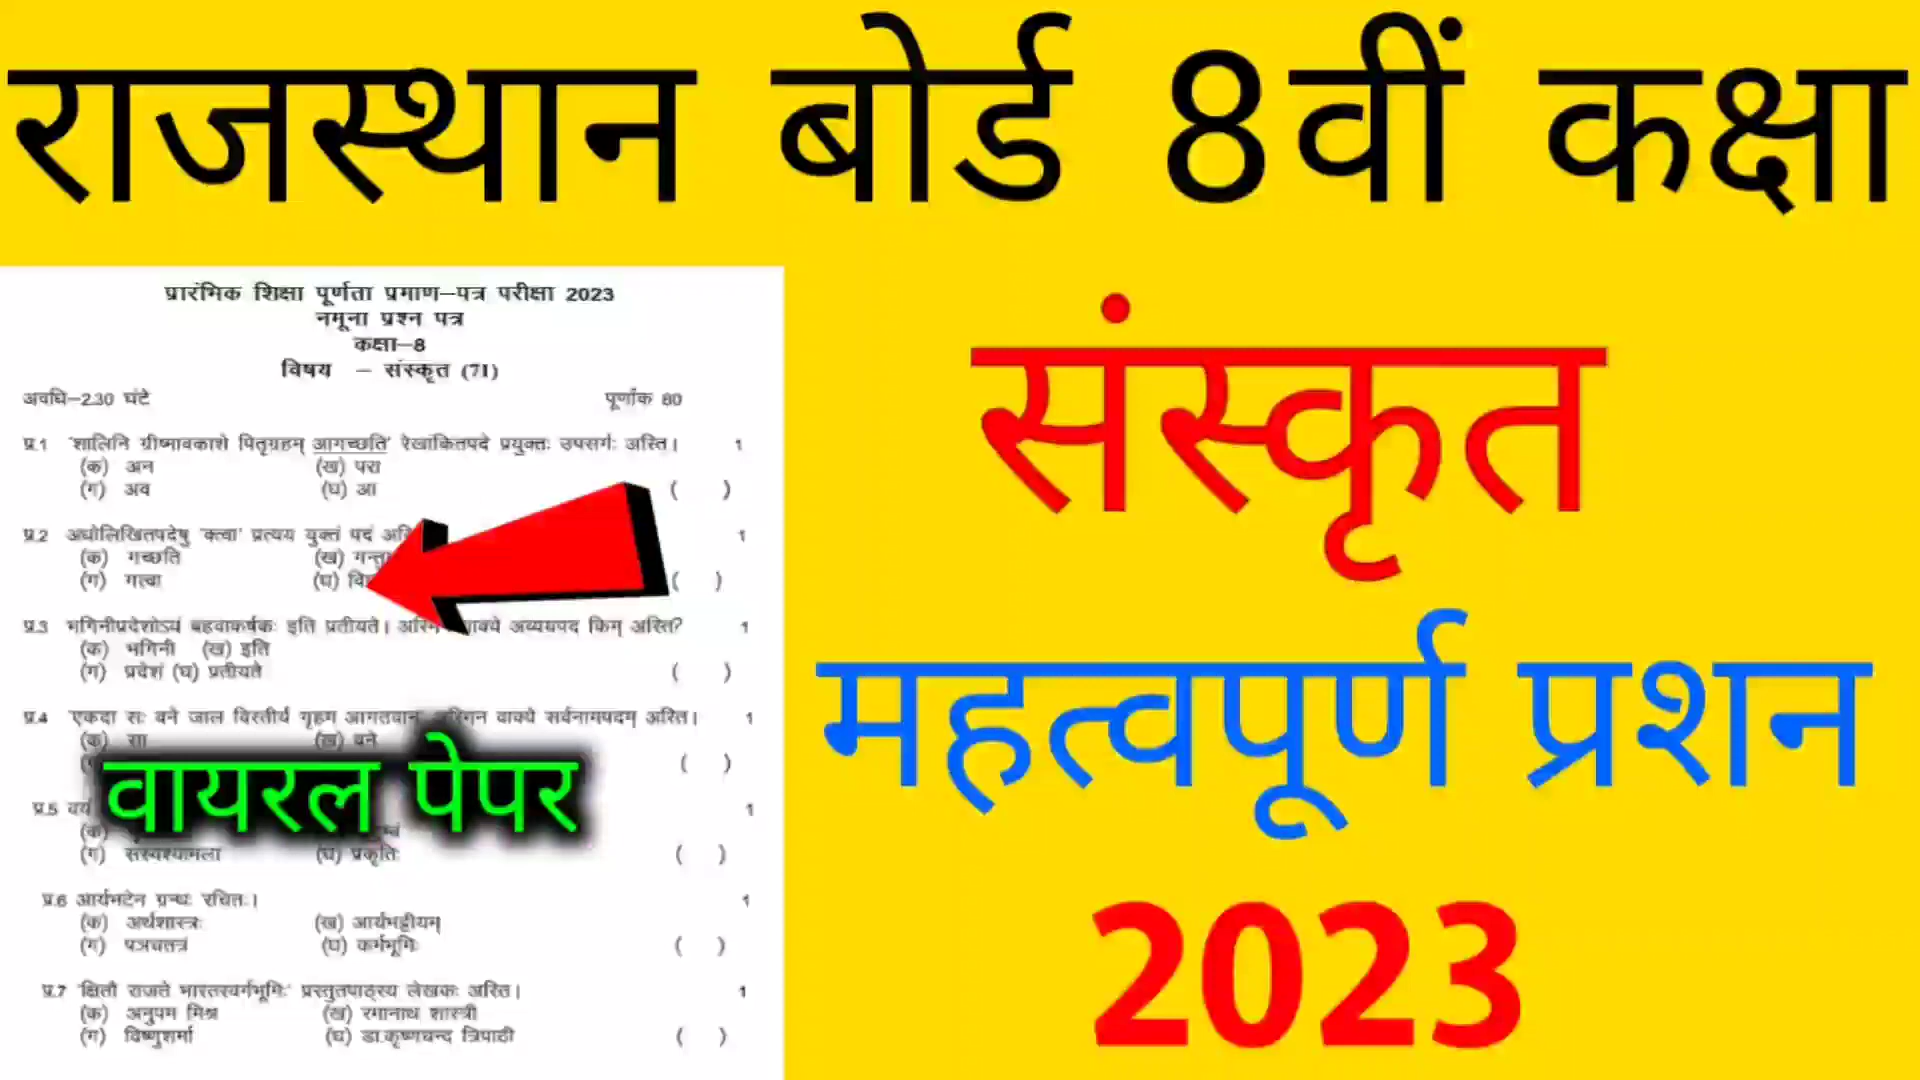 राजस्थान बोर्ड 8वीं कक्षा
संस्कृत
महत्वपूर्ण प्रशन
2023
प्रारंभिक शिक्षा पूर्णता प्रमाण–पत्र परीक्षा 2023
नमूना प्रश्न पत्र
कक्षा–8
विषय – संस्कृत (71)
अवधि–2.30 घंटे पूर्णांक 80
प्र.1 'शालिनि ग्रीष्मावकाशे पितृग्रहम् आगच्छति' रेखांकितपदे प्रयुक्तः उपसर्गः अस्ति। 1
(क) अन (ख) परा
(ग) अव (घ) आ ( )
प्र.2 अधोलिखितपदेषु 'क्त्वा' प्रत्यय युक्तं पदं 1
(क) गच्छति (ख)
(ग) गत्वा (घ) ( )
प्र.3 भगिनीप्रदेशोऽयं बहवाकर्षकः इति प्रतीयते। वाक्ये अव्ययपद किम् अस्ति? 1
(क) भगिनी (ख) इति
(ग) प्रदेशं (घ) प्रतीयते ( )
प्र.4 'एकदा सः वने जाल विस्तीर्य गृहम आगतवान् वाक्ये सर्वनामपदम् अस्ति। 1
(क) सा (ख) वने
( )
वायरल पेपर
प्र.5 1
(क)
(ग) सस्यश्यामला (घ) प्रकृतिः ( )
प्र.6 आर्यभटेन ग्रन्थः रचितः। 1
(क) अर्थशास्त्रः (ख) आर्यभट्टीयम्
(ग) पञ्चतन्त्रं (घ) कर्मभूमिः ( )
प्र.7 'क्षितौ राजते भारतस्वर्णभूमिः' प्रस्तुतपाठस्य लेखकः अस्ति। 1
(क) अनुपम मिश्र (ख) रमानाथ शास्त्री
(ग) विष्णुशर्मा (घ) डा.कृष्णचन्द त्रिपाठी ( )